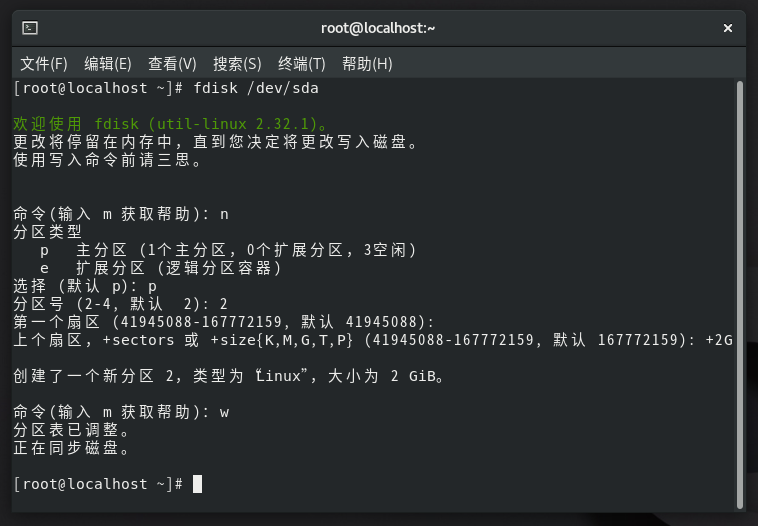 root@localhost:~
文件(F) 编辑(E) 查看(V) 搜索(S) 终端(T) 帮助(H)
[root@localhost ~]# fdisk /dev/sda
欢迎使用 fdisk (util-linux 2.32.1)。
更改将停留在内存中，直到您决定将更改写入磁盘。
使用写入命令前请三思。
命令(输入 m 获取帮助)：n
分区类型
p 主分区 (1个主分区，0个扩展分区，3空闲)
e 扩展分区 (逻辑分区容器)
选择 (默认 p)：p
分区号 (2-4, 默认  2): 2
第一个扇区 (41945088-167772159, 默认 41945088):
上个扇区，+sectors 或 +size{K,M,G,T,P} (41945088-167772159, 默认 167772159): +2G
创建了一个新分区 2，类型为“Linux”，大小为 2 GiB。
命令(输入 m 获取帮助)：w
分区表已调整。
正在同步磁盘。
[root@localhost ~]#